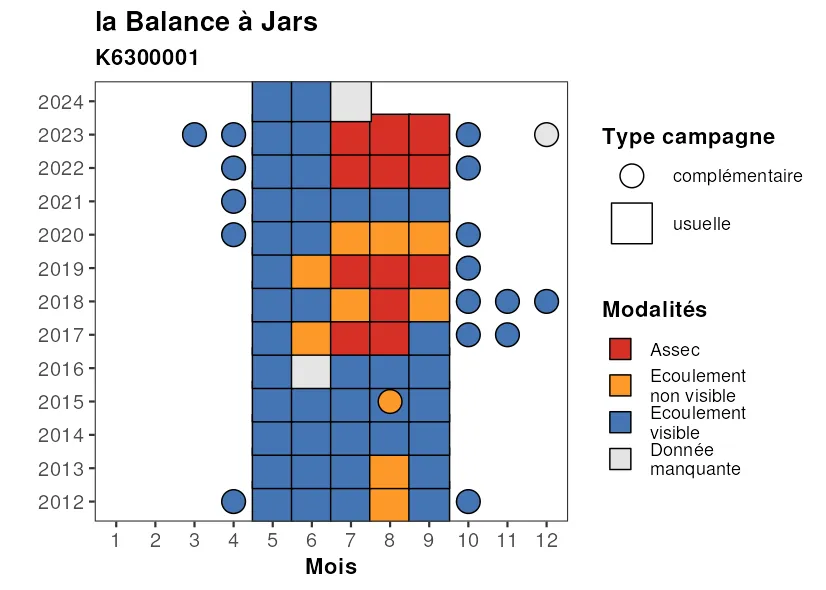 la Balance à Jars
K6300001
2024
2023
2022
2021
2020
2019
2018
2017
2016
2015
2014
2013
2012
1 2 3 4 5 6 7 8 9 10 11 12
Mois
Type campagne
complémentaire
usuelle
Modalités
Assec
Ecoulement
non visible
Ecoulement
visible
Donnée
manquante